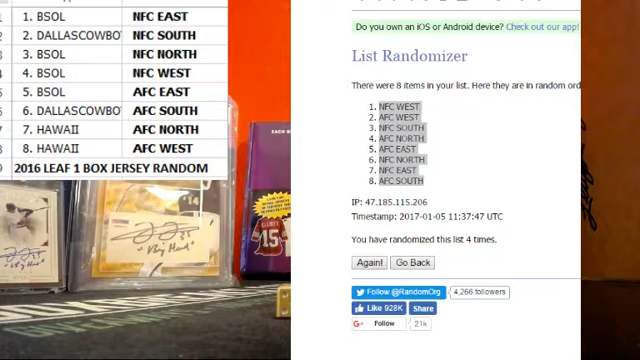 1. BSOL NFC EAST
2. DALLASCOWBO NFC SOUTH
3. BSOL NFC NORTH
4. BSOL NFC WEST
5. BSOL AFC EAST
6. DALLASCOWBO AFC SOUTH
7. HAWAII AFC NORTH
8. HAWAII AFC WEST
2016 LEAF 1 BOX JERSEY RANDOM
EACH B
ELLIOTT
15
35
"Big Hurt"
Do you own an iOS or Android device? Check out our app!
List Randomizer
There were 8 items in your list. Here they are in random ord
1. NFC WEST
2. AFC WEST
3. NFC SOUTH
4. AFC NORTH
5. AFC EAST
6. NFC NORTH
7. NFC EAST
8. AFC SOUTH
IP: 47.185.115.206
Timestamp: 2017-01-05 11:37:47 UTC
You have randomized this list 4 times.
Again! Go Back
Follow @RandomOrg 4,266 followers
Like 928K Share
G+ Follow 21k